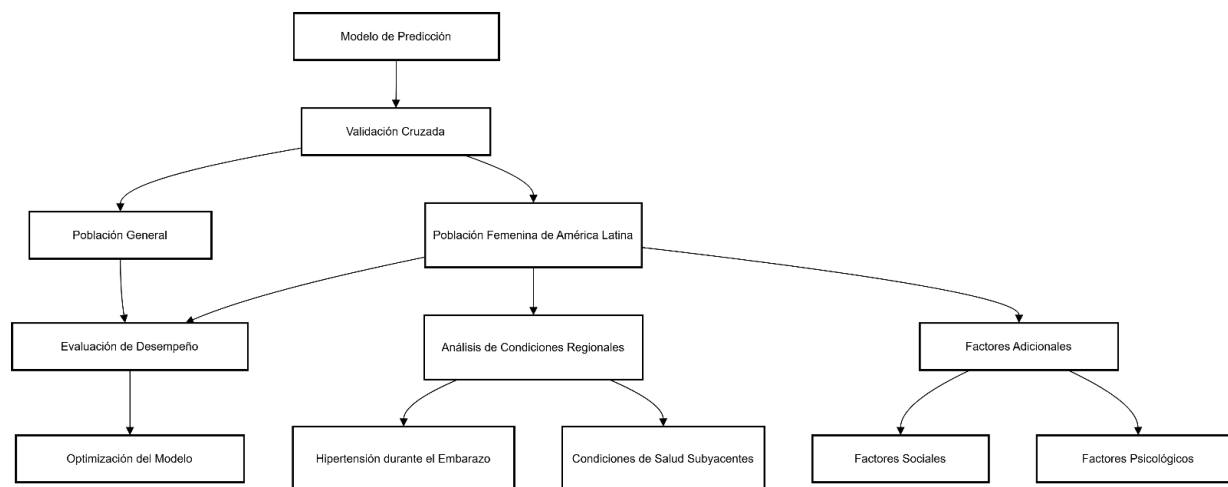 Modelo de Predicción
Validación Cruzada
Población General
Población Femenina de América Latina
Evaluación de Desempeño
Análisis de Condiciones Regionales
Factores Adicionales
Optimización del Modelo
Hipertensión durante el Embarazo
Condiciones de Salud Subyacentes
Factores Sociales
Factores Psicológicos